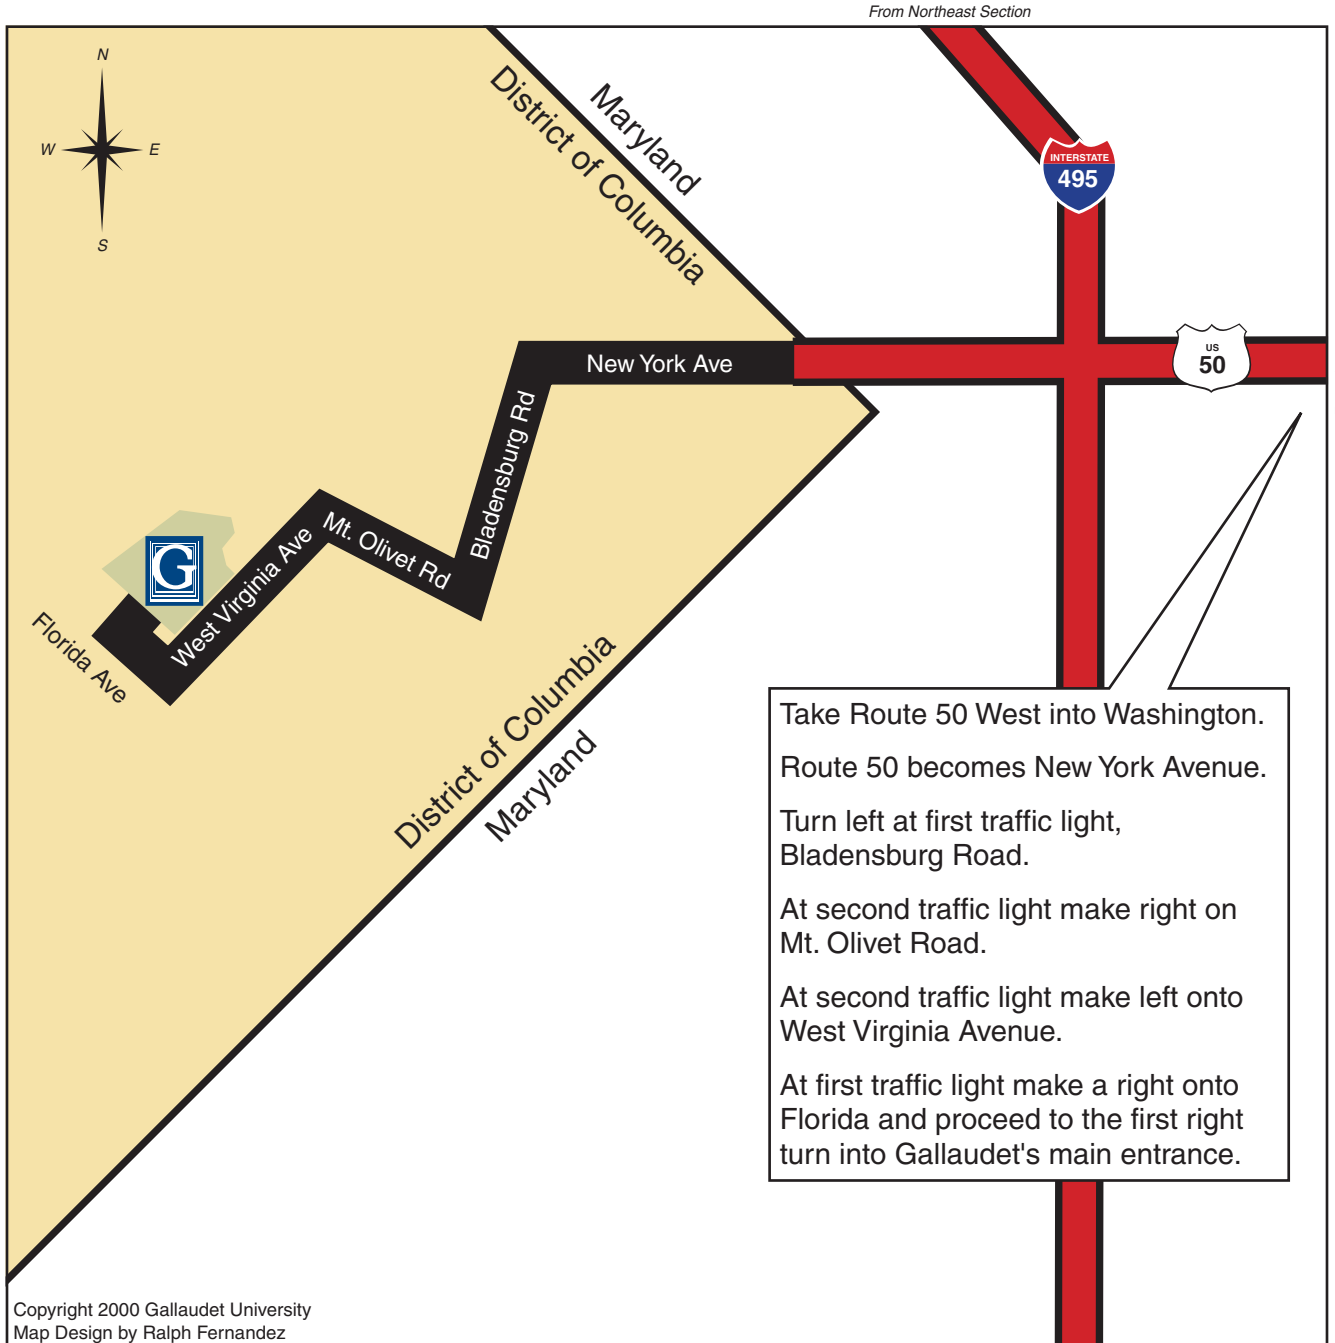 From Northeast Section
N
W
E
S
Maryland
District of Columbia
INTERSTATE
495
US
50
New York Ave
Bladensburg Rd
Mt. Olivet Rd
West Virginia Ave
G
Florida Ave
District of Columbia
Maryland
Take Route 50 West into Washington.
Route 50 becomes New York Avenue.
Turn left at first traffic light,
Bladensburg Road.
At second traffic light make right on
Mt. Olivet Road.
At second traffic light make left onto
West Virginia Avenue.
At first traffic light make a right onto
Florida and proceed to the first right
turn into Gallaudet's main entrance.
Copyright 2000 Gallaudet University
Map Design by Ralph Fernandez